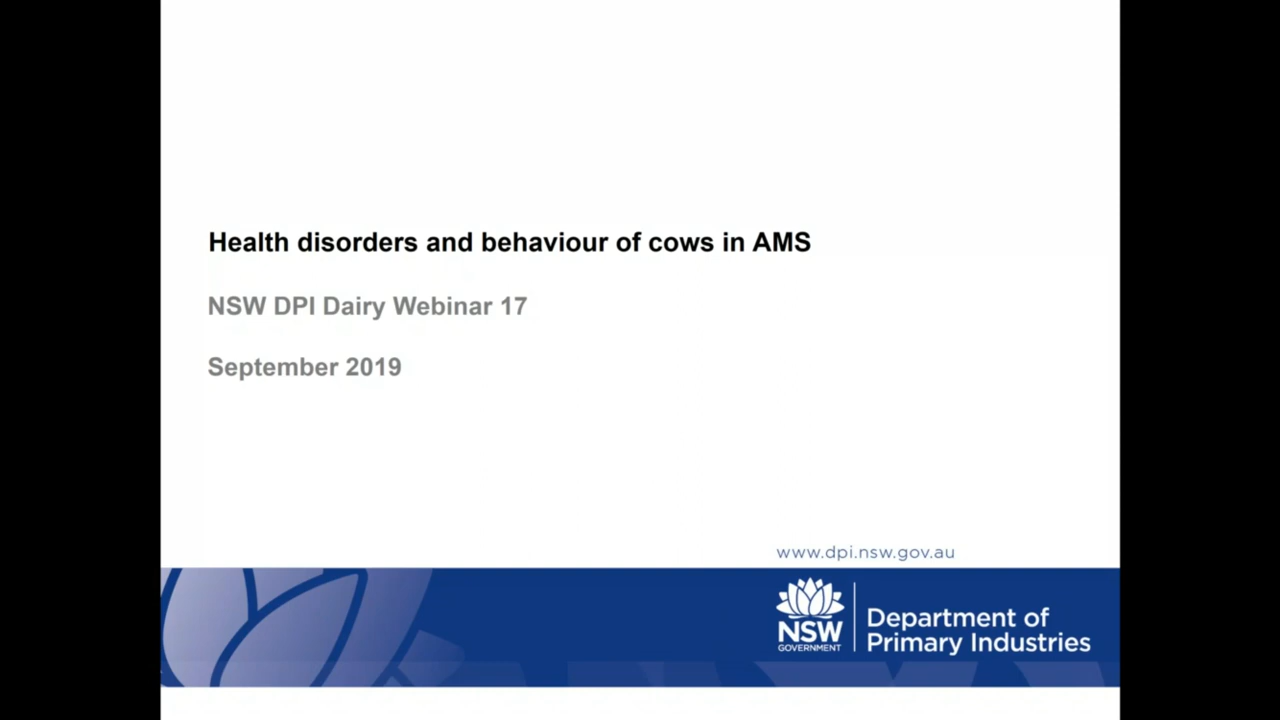 Health disorders and behaviour of cows in AMS
NSW DPI Dairy Webinar 17
September 2019
www.dpi.nsw.gov.au
NSW
GOVERNMENT
Department of
Primary Industries